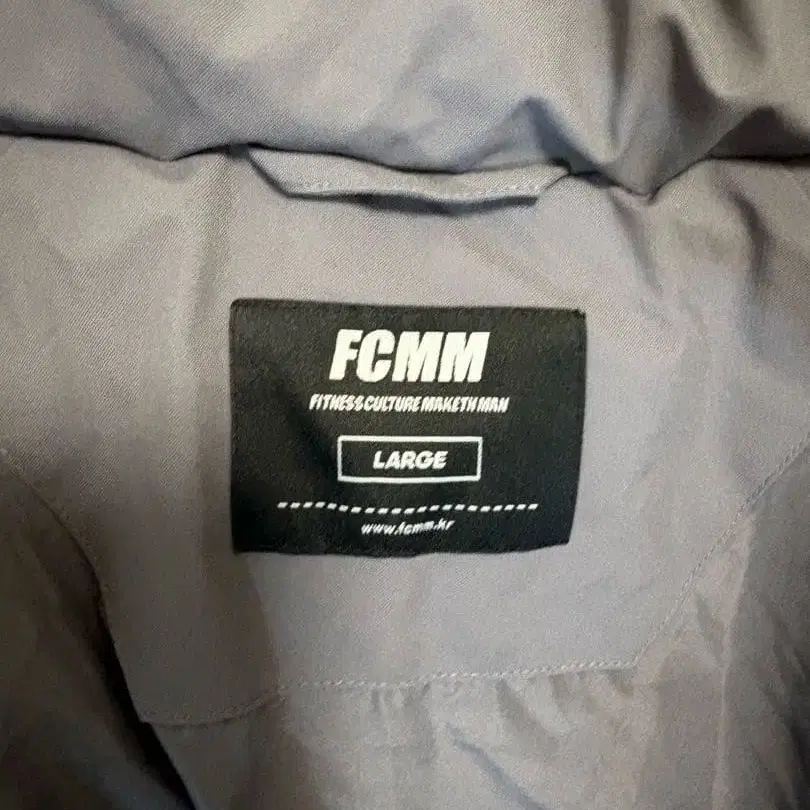 FCMM
FITNESS CULTURE MAKETH MAN
LARGE
www.fcmm.kr